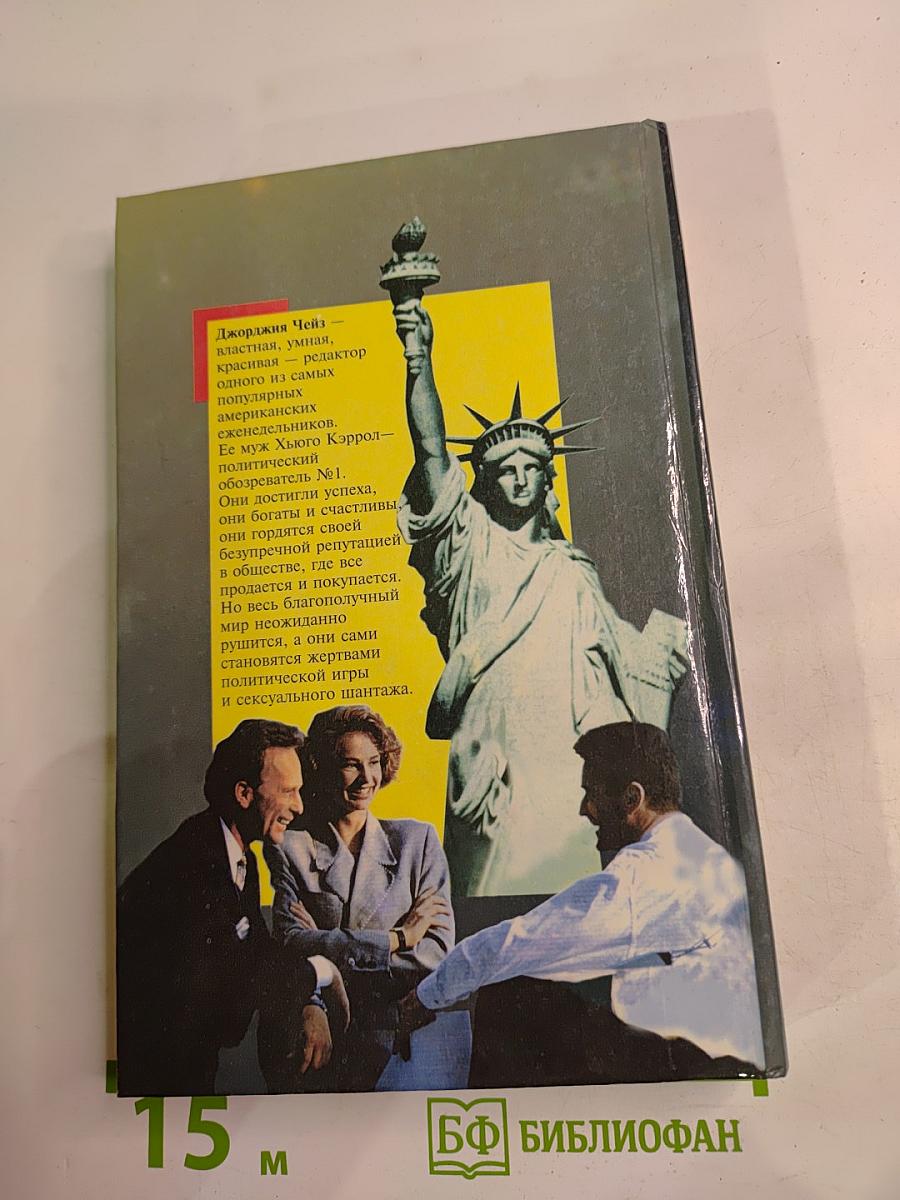 Джорджия Чейз —
властная, умная,
красивая — редактор
одного из самых
популярных
американских
еженедельников.
Ее муж Хьюго Кэррол—
политический
обозреватель №1.
Они достигли успеха,
они богаты и счастливы,
они гордятся своей
безупречной репутацией
в обществе, где все
продается и покупается.
Но весь благополучный
мир неожиданно
рушится, а они сами
становятся жертвами
политической игры
и сексуального шантажа.
15 м
БФ БИБЛИОФАН